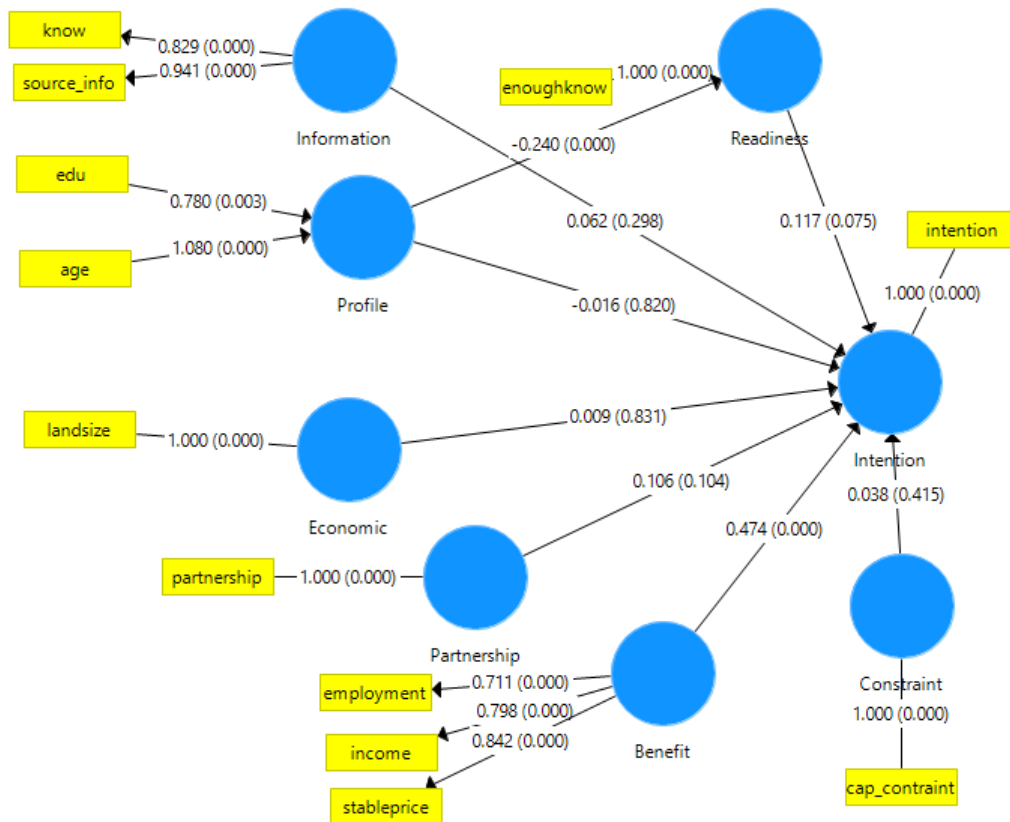 know
0.829 (0.000)
source_info
0.941 (0.000)
Information
enoughknow
1.000 (0.000)
Readiness
-0.240 (0.000)
edu
0.780 (0.003)
age
1.080 (0.000)
Profile
0.062 (0.298)
0.117 (0.075)
intention
1.000 (0.000)
-0.016 (0.820)
landsize
1.000 (0.000)
Economic
0.009 (0.831)
Intention
0.106 (0.104)
0.038 (0.415)
0.474 (0.000)
partnership
1.000 (0.000)
Partnership
employment
0.711 (0.000)
income
0.798 (0.000)
stableprice
0.842 (0.000)
Benefit
Constraint
1.000 (0.000)
cap_contraint